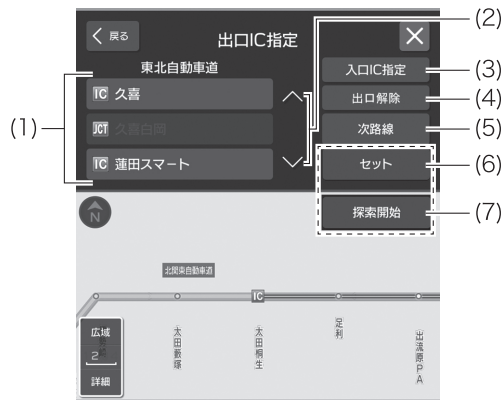 戻る
出口IC指定
(2)
東北自動車道
入口IC指定
(3)
IC 久喜
出口解除
(4)
(1)
JCT 久喜白岡
次路線
(5)
IC 蓮田スマート
セット
(6)
N
探索開始
(7)
北関東自動車道
IC
広域
2
詳細
太田藪塚
太田桐生
足利
出流原PA